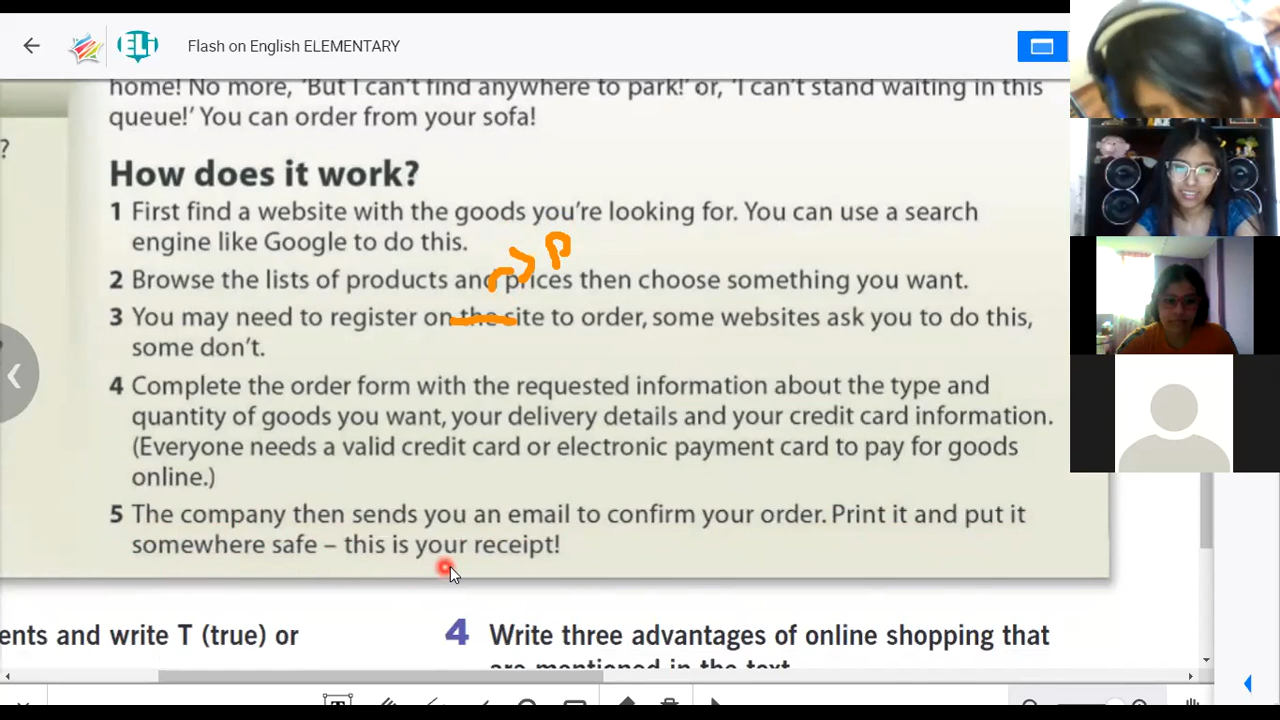 ELi Flash on English ELEMENTARY
home! No more, 'But I can't find anywhere to park!' or, 'I can't stand waiting in this
queue!' You can order from your sofa!
?
How does it work?
1 First find a website with the goods you're looking for. You can use a search
engine like Google to do this.
P
2 Browse the lists of products and prices then choose something you want.
3 You may need to register on the site to order, some websites ask you to do this,
some don't.
4 Complete the order form with the requested information about the type and
quantity of goods you want, your delivery details and your credit card information.
(Everyone needs a valid credit card or electronic payment card to pay for goods
online.)
5 The company then sends you an email to confirm your order. Print it and put it
somewhere safe – this is your receipt!
ents and write T (true) or
4 Write three advantages of online shopping that
are mentioned in the text.